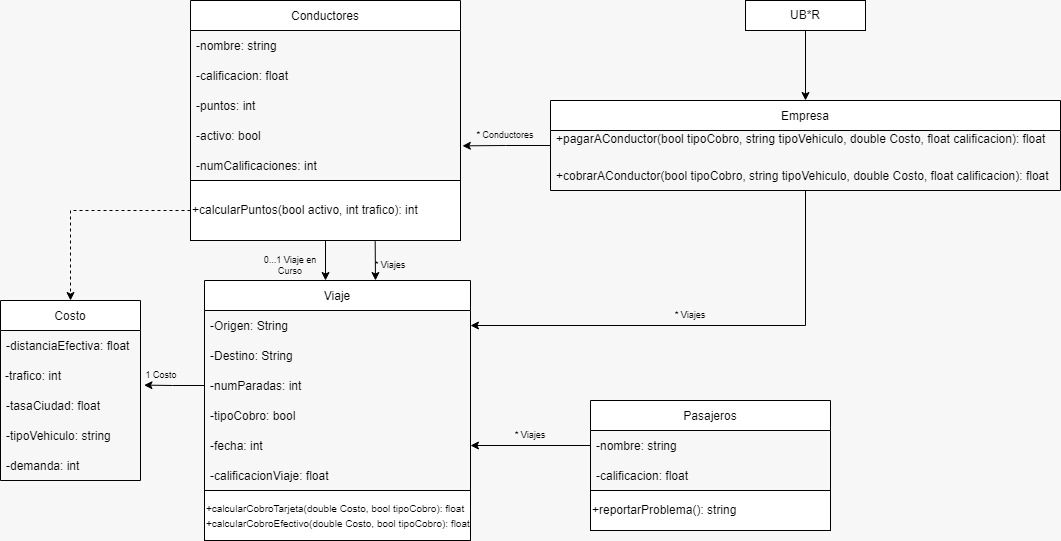 Conductores
-nombre: string
-calificacion: float
-puntos: int
-activo: bool
-numCalificaciones: int
+calcularPuntos(bool activo, int trafico): int
UB*R
Empresa
+pagarAConductor(bool tipoCobro, string tipoVehiculo, double Costo, float calificacion): float
+cobrarAConductor(bool tipoCobro, string tipoVehiculo, double Costo, float calificacion): float
* Conductores
0...1 Viaje en
Curso
* Viajes
Viaje
-Origen: String
-Destino: String
-numParadas: int
-tipoCobro: bool
-fecha: int
-calificacionViaje: float
+calcularCobroTarjeta(double Costo, bool tipoCobro): float
+calcularCobroEfectivo(double Costo, bool tipoCobro): float
* Viajes
Costo
-distanciaEfectiva: float
-trafico: int
-tasaCiudad: float
-tipoVehiculo: string
-demanda: int
1 Costo
* Viajes
Pasajeros
-nombre: string
-calificacion: float
+reportarProblema(): string